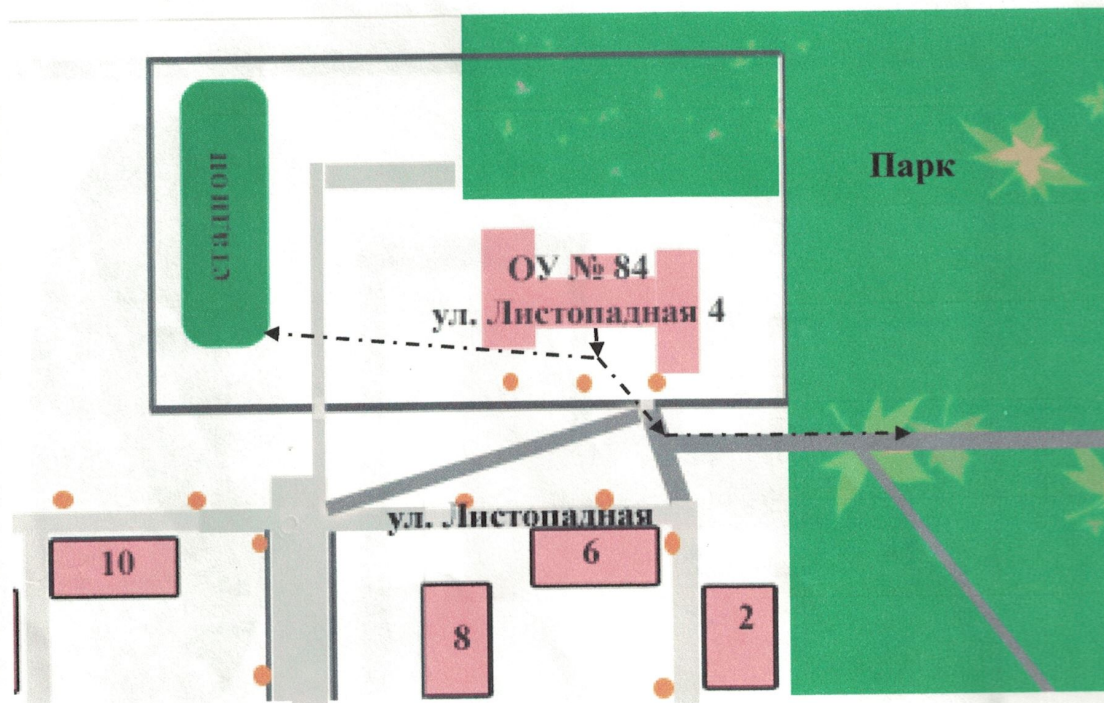 Парк
стадион
ОУ № 84
ул. Листопадная 4
ул. Листопадная
10
6
8
2